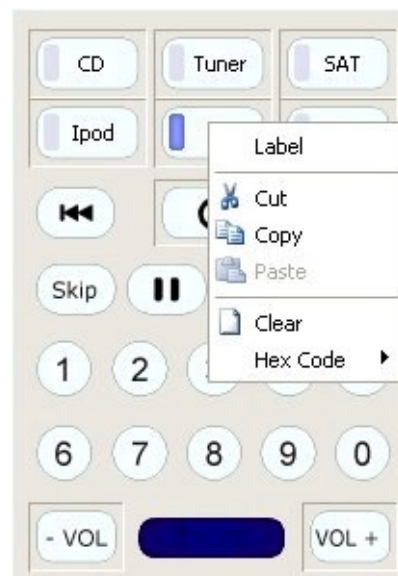 CD Tuner SAT
Ipod
Label
Cut
Copy
Skip Paste
Clear
Hex Code
1 2
6 7 8 9 0
- VOL VOL +